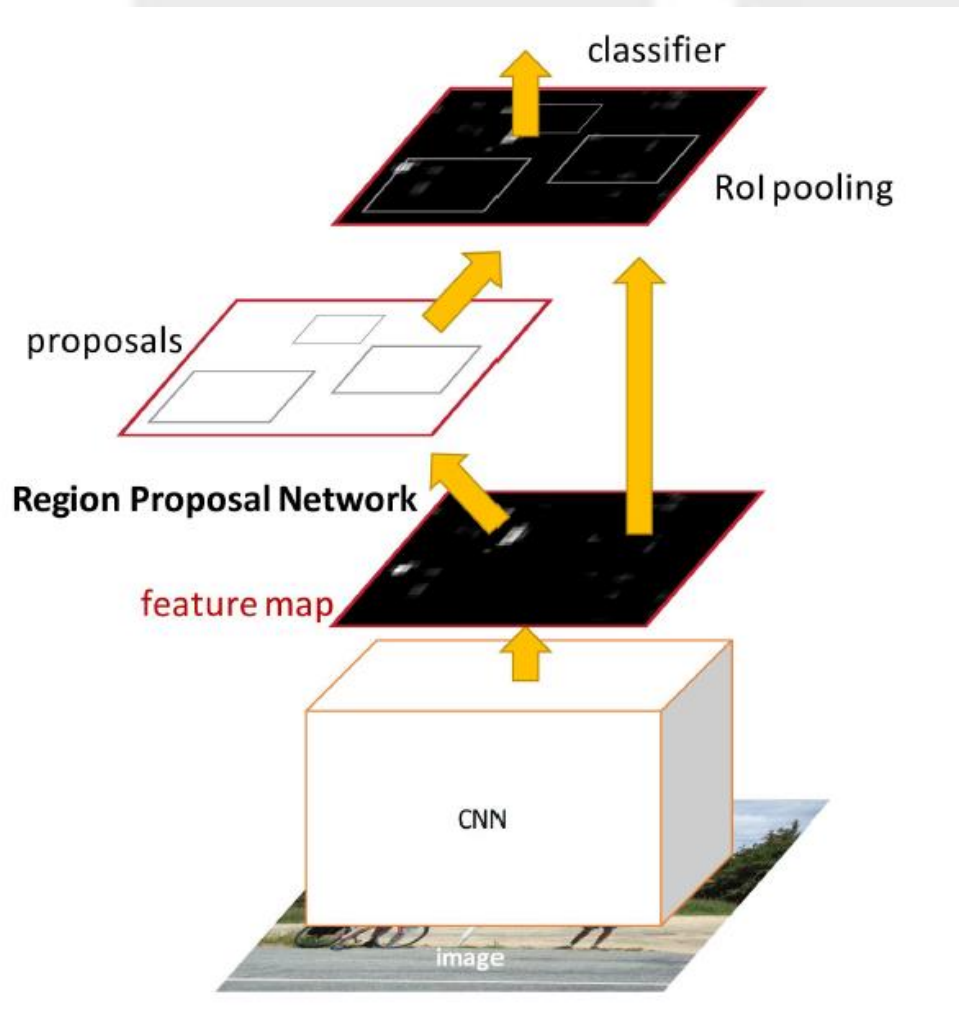 classifier
RoI pooling
proposals
Region Proposal Network
feature map
CNN
image